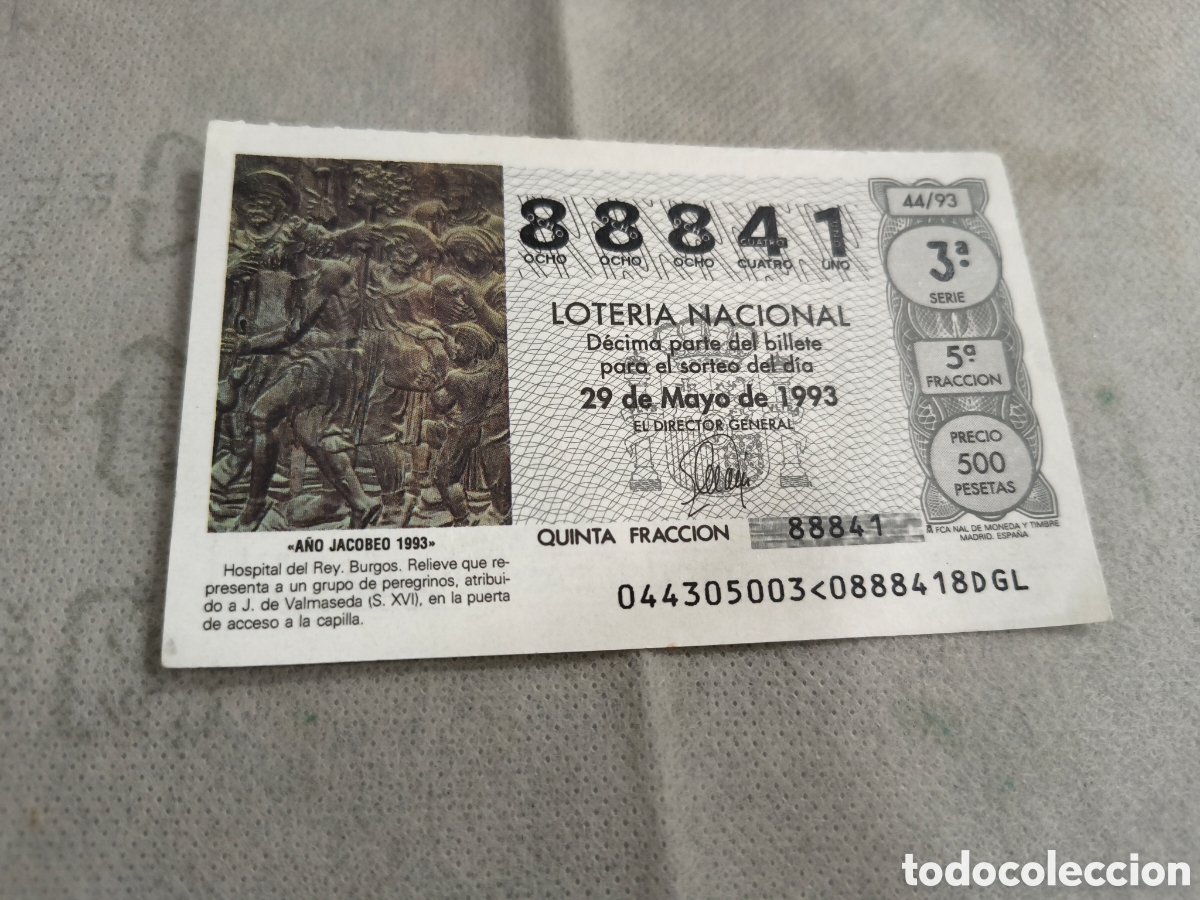 88841
OCHO OCHO OCHO CUATRO UNO
LOTERIA NACIONAL
Décima parte del billete
para el sorteo del día
29 de Mayo de 1993
EL DIRECTOR GENERAL
QUINTA FRACCION 88841
044305003<0888418DGL
44/93
3ª
SERIE
5ª
FRACCION
PRECIO
500
PESETAS
FCA NAL DE MONEDA Y TIMBRE
MADRID. ESPAÑA
«AÑO JACOBEO 1993»
Hospital del Rey. Burgos. Relieve que re-
presenta a un grupo de peregrinos, atribui-
do a J. de Valmaseda (S. XVI), en la puerta
de acceso a la capilla.
todocoleccion